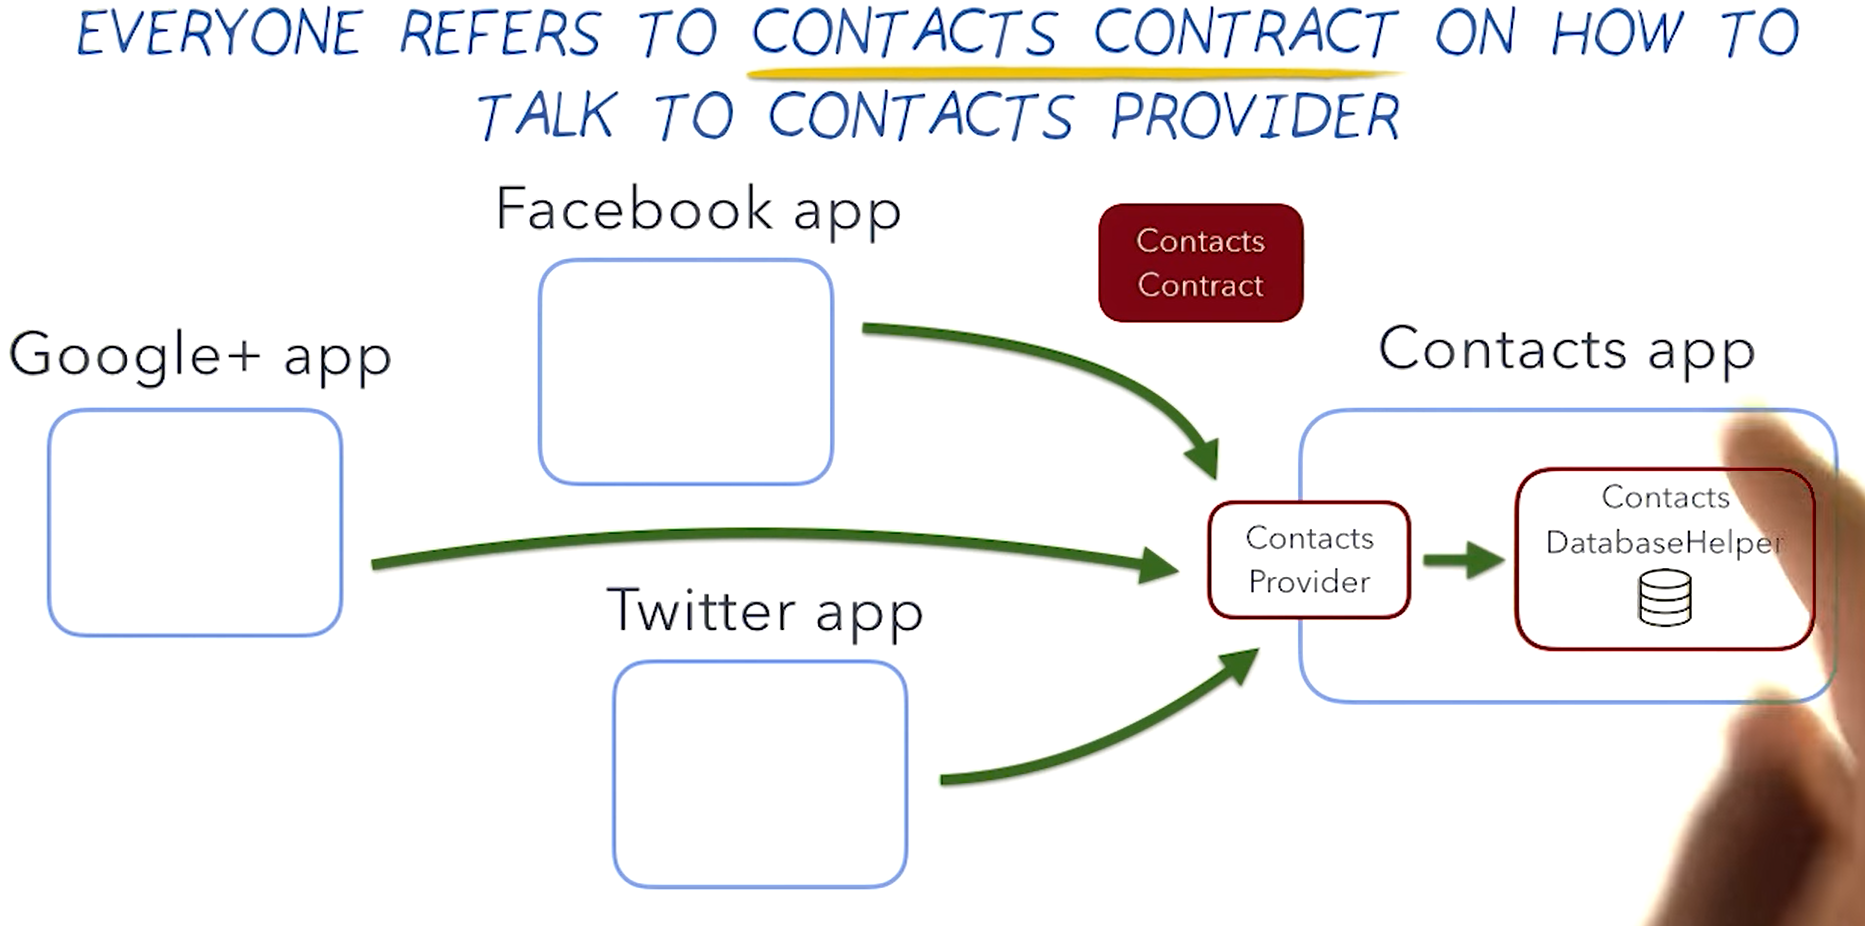 EVERYONE REFERS TO CONTACTS CONTRACT ON HOW TO
TALK TO CONTACTS PROVIDER
Facebook app
Contacts
Contract
Google+ app
Contacts app
Contacts
DatabaseHelper
Contacts
Provider
Twitter app